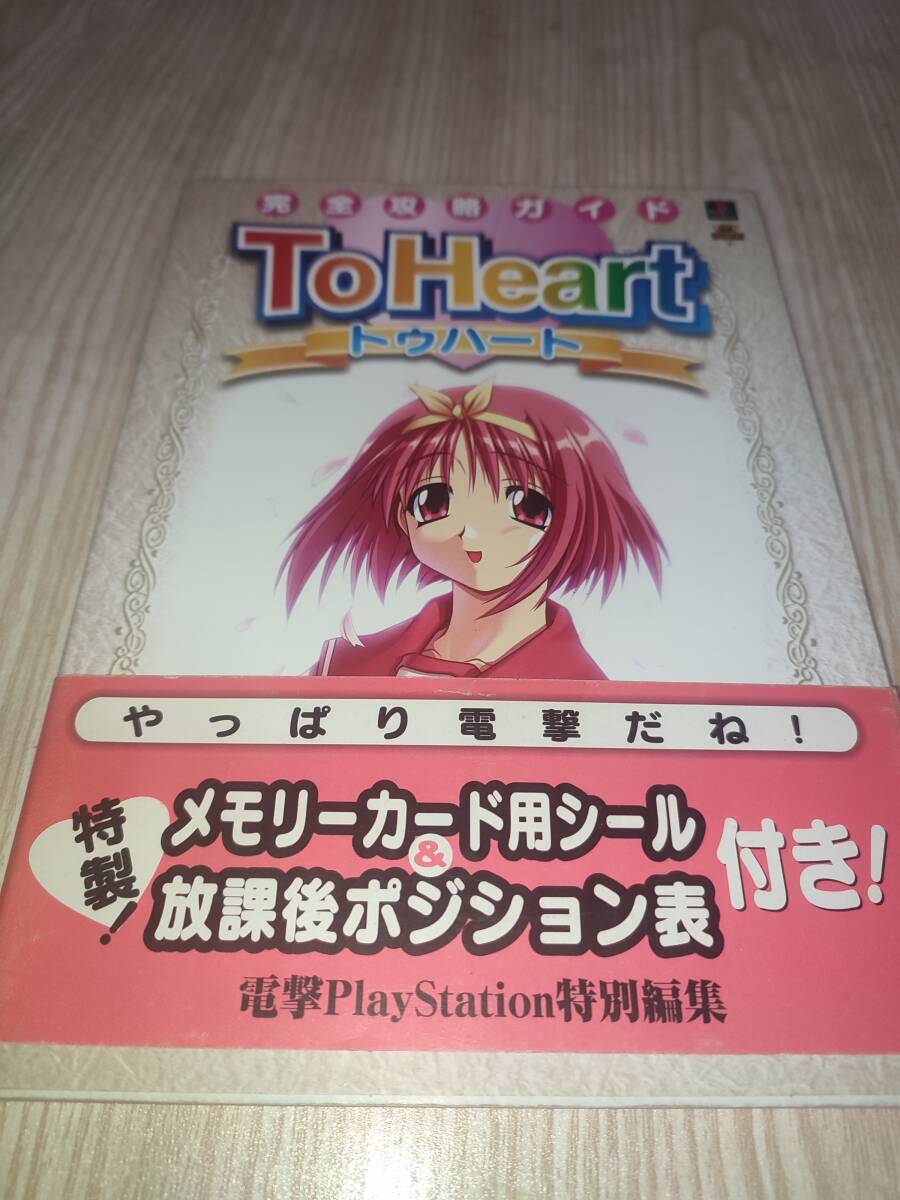 完全攻略ガイド
To Heart
トゥハート
やっぱり電撃だね!
特製!
メモリーカード用シール
&
放課後ポジション表
付き!
電撃PlayStation特別編集